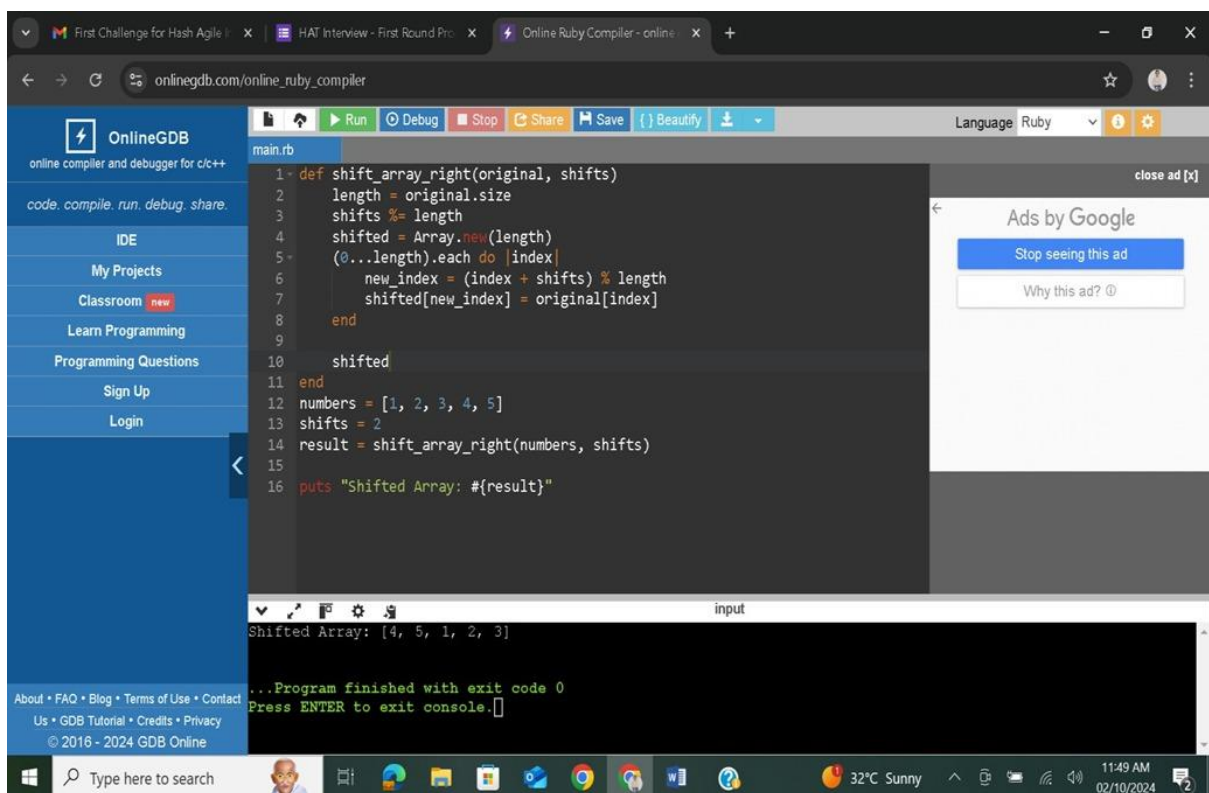 First Challenge for Hash Agile I
HAT Interview - First Round Pro
Online Ruby Compiler - online
onlinegdb.com/online_ruby_compiler
OnlineGDB
online compiler and debugger for c/c++
code. compile. run. debug. share.
IDE
My Projects
Classroom new
Learn Programming
Programming Questions
Sign Up
Login
About • FAQ • Blog • Terms of Use • Contact
Us • GDB Tutorial • Credits • Privacy
© 2016 - 2024 GDB Online
Run Debug Stop Share Save { } Beautify
Language Ruby
main.rb
1 def shift_array_right(original, shifts)
2 length = original.size
3 shifts %= length
4 shifted = Array.new(length)
5 (0...length).each do |index|
6 new_index = (index + shifts) % length
7 shifted[new_index] = original[index]
8 end
9
10 shifted
11 end
12 numbers = [1, 2, 3, 4, 5]
13 shifts = 2
14 result = shift_array_right(numbers, shifts)
15
16 puts "Shifted Array: #{result}"
close ad [x]
Ads by Google
Stop seeing this ad
Why this ad?
input
Shifted Array: [4, 5, 1, 2, 3]
...Program finished with exit code 0
Press ENTER to exit console.
Type here to search
32°C Sunny
11:49 AM
02/10/2024